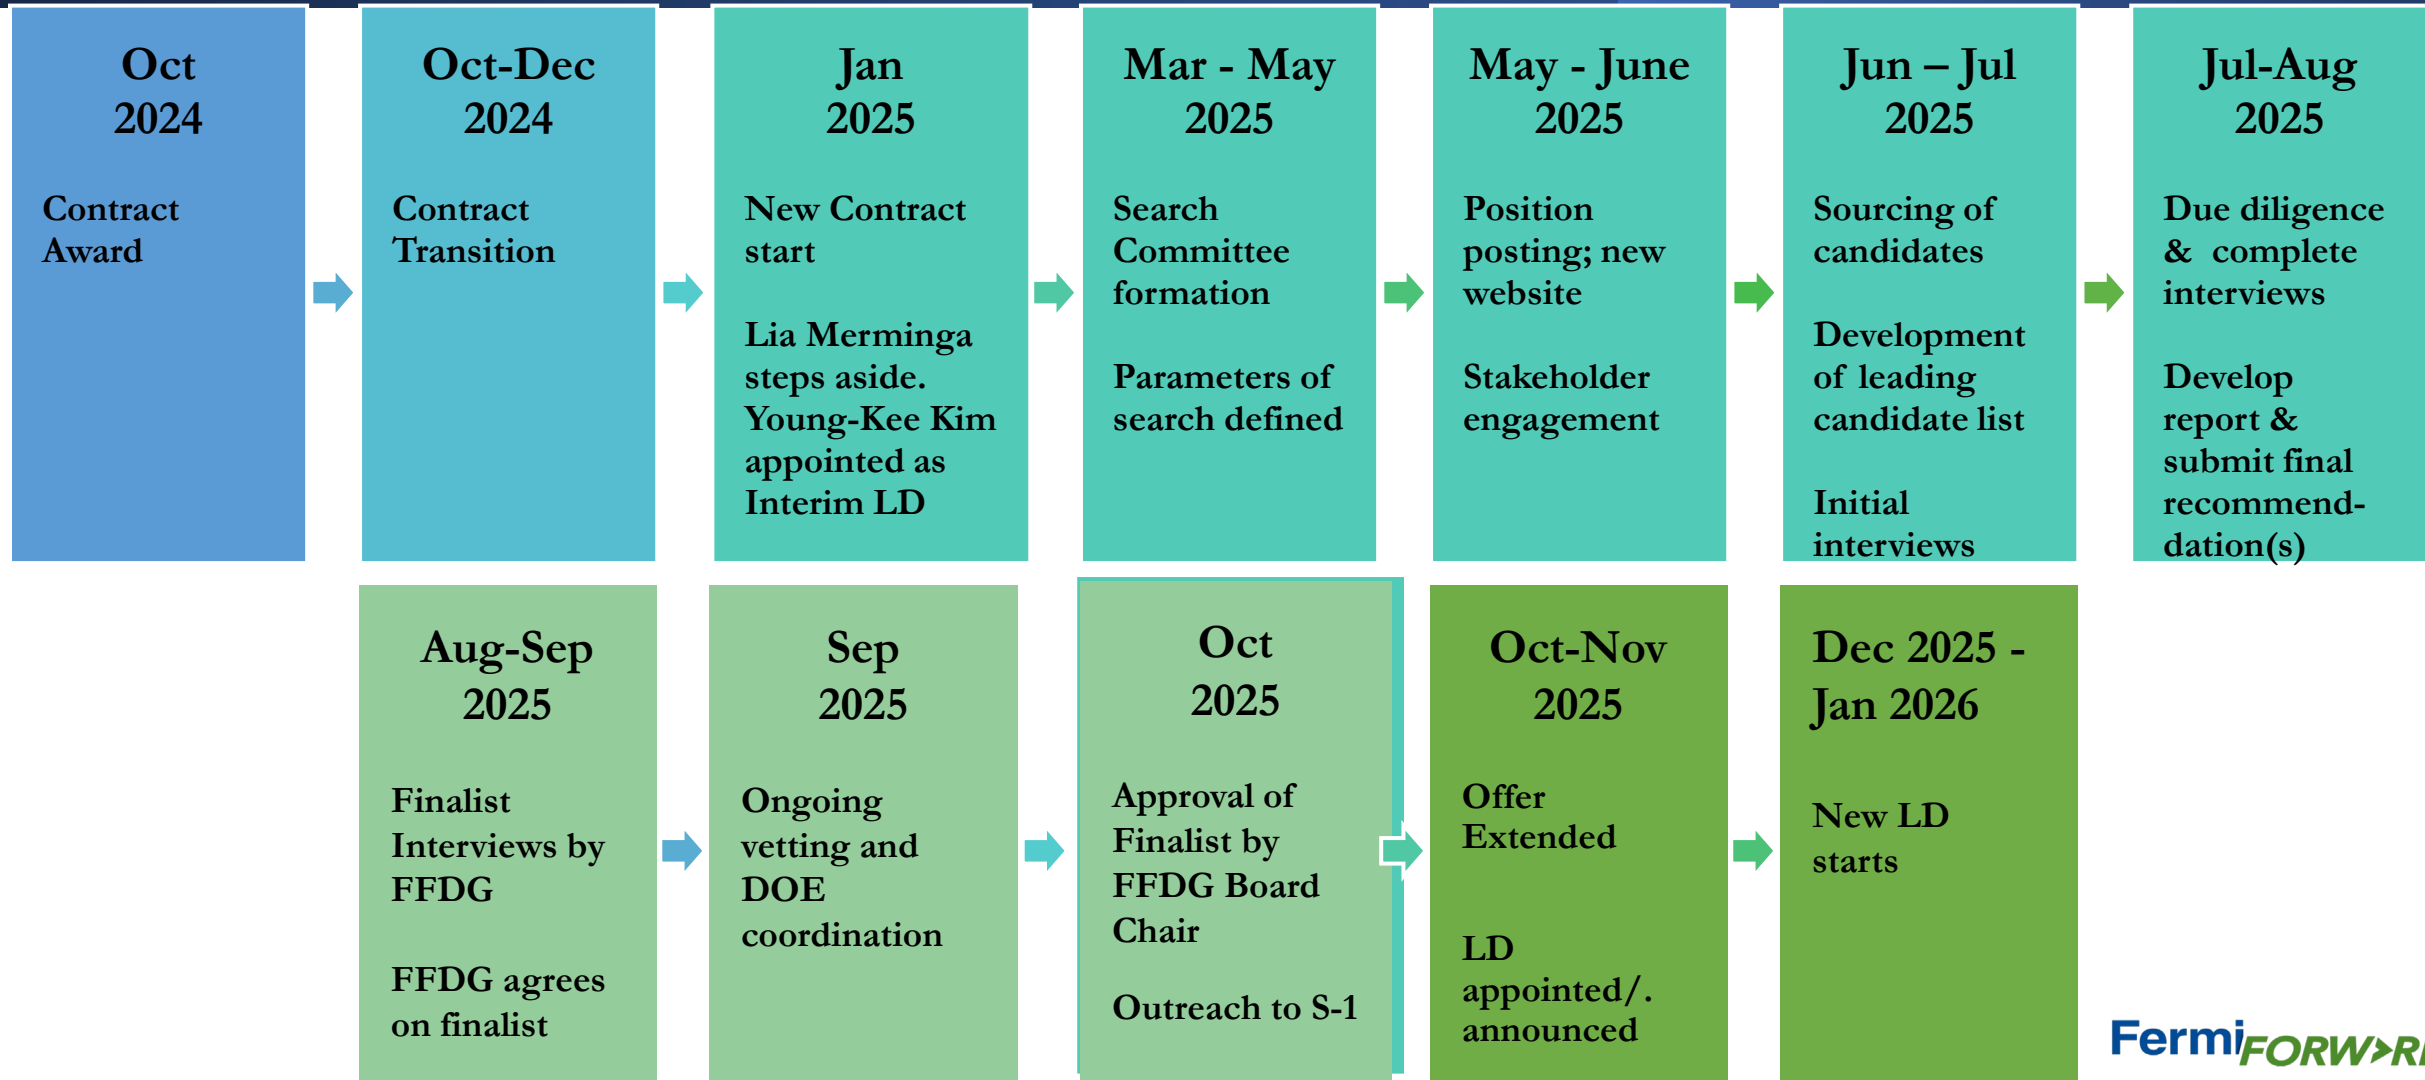 Oct
2024
Contract
Award
Oct-Dec
2024
Contract
Transition
Jan
2025
New Contract
start
Lia Merminga
steps aside.
Young-Kee Kim
appointed as
Interim LD
Mar - May
2025
Search
Committee
formation
Parameters of
search defined
May - June
2025
Position
posting; new
website
Stakeholder
engagement
Jun – Jul
2025
Sourcing of
candidates
Development
of leading
candidate list
Initial
interviews
Jul-Aug
2025
Due diligence
& complete
interviews
Develop
report &
submit final
recommend-
dation(s)
Aug-Sep
2025
Finalist
Interviews by
FFDG
FFDG agrees
on finalist
Sep
2025
Ongoing
vetting and
DOE
coordination
Oct
2025
Approval of
Finalist by
FFDG Board
Chair
Outreach to S-1
Oct-Nov
2025
Offer
Extended
LD
appointed/.
announced
Dec 2025 -
Jan 2026
New LD
starts
Fermi